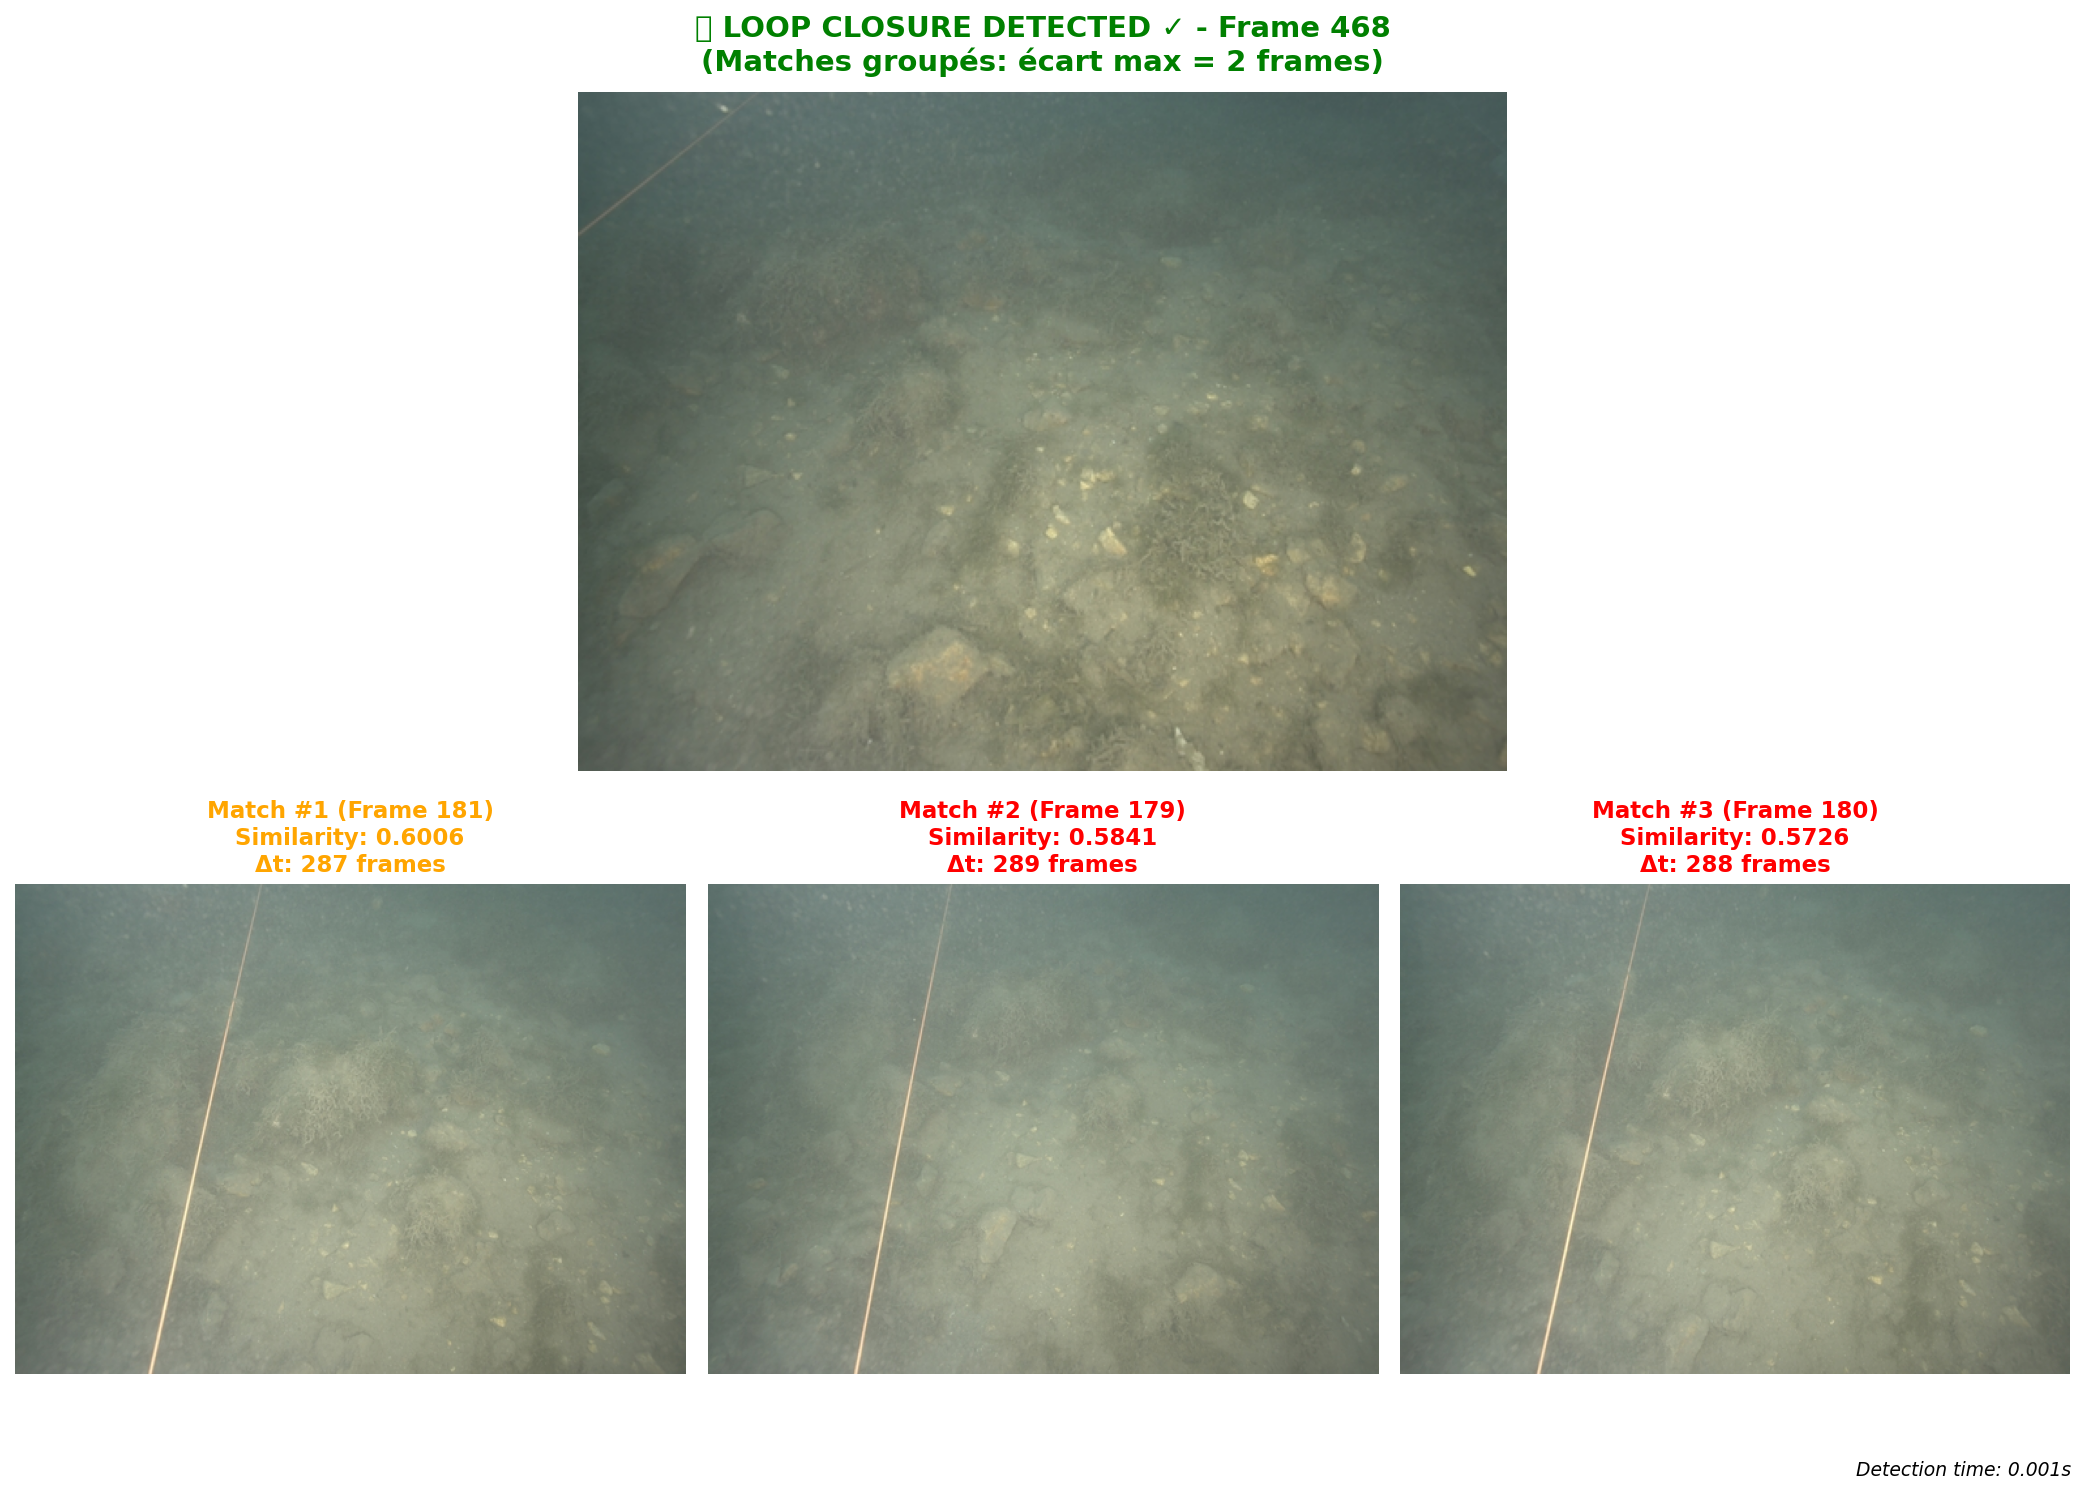 LOOP CLOSURE DETECTED ✓ - Frame 468
(Matches groupés: écart max = 2 frames)
Match #1 (Frame 181)
Similarity: 0.6006
Δt: 287 frames
Match #2 (Frame 179)
Similarity: 0.5841
Δt: 289 frames
Match #3 (Frame 180)
Similarity: 0.5726
Δt: 288 frames
Detection time: 0.001s